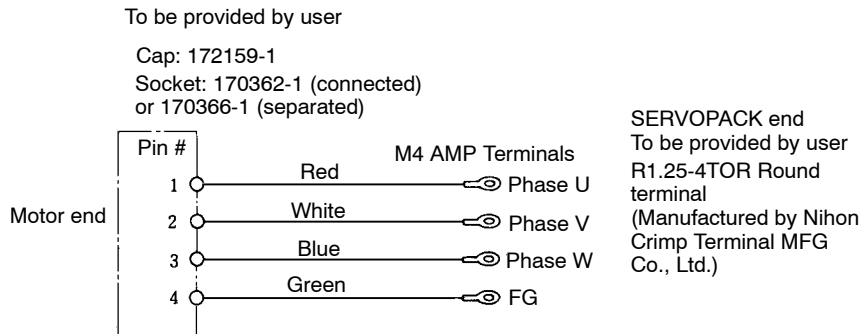 To be provided by user
Cap: 172159-1
Socket: 170362-1 (connected)
or 170366-1 (separated)
SERVOPACK end
To be provided by user
R1.25-4TOR Round
terminal
(Manufactured by Nihon
Crimp Terminal MFG
Co., Ltd.)
Pin #
M4 AMP Terminals
Motor end
1 Red Phase U
2 White Phase V
3 Blue Phase W
4 Green FG